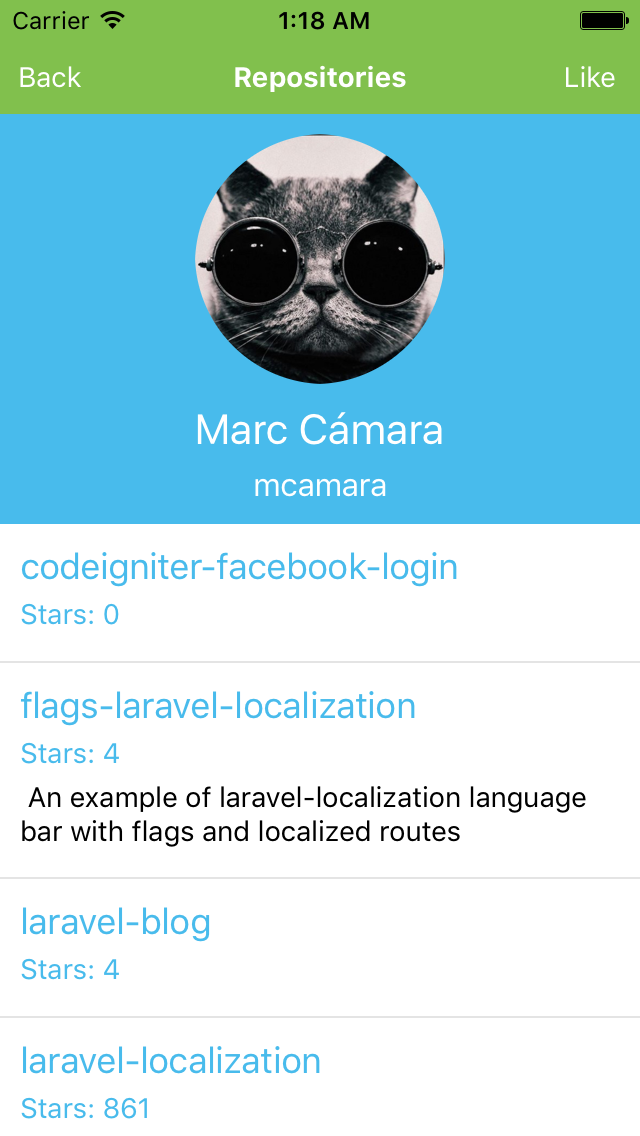 Carrier 1:18 AM
Back Repositories Like
Marc Cámara
mcamara
codeigniter-facebook-login
Stars: 0
flags-laravel-localization
Stars: 4
An example of laravel-localization language
bar with flags and localized routes
laravel-blog
Stars: 4
laravel-localization
Stars: 861